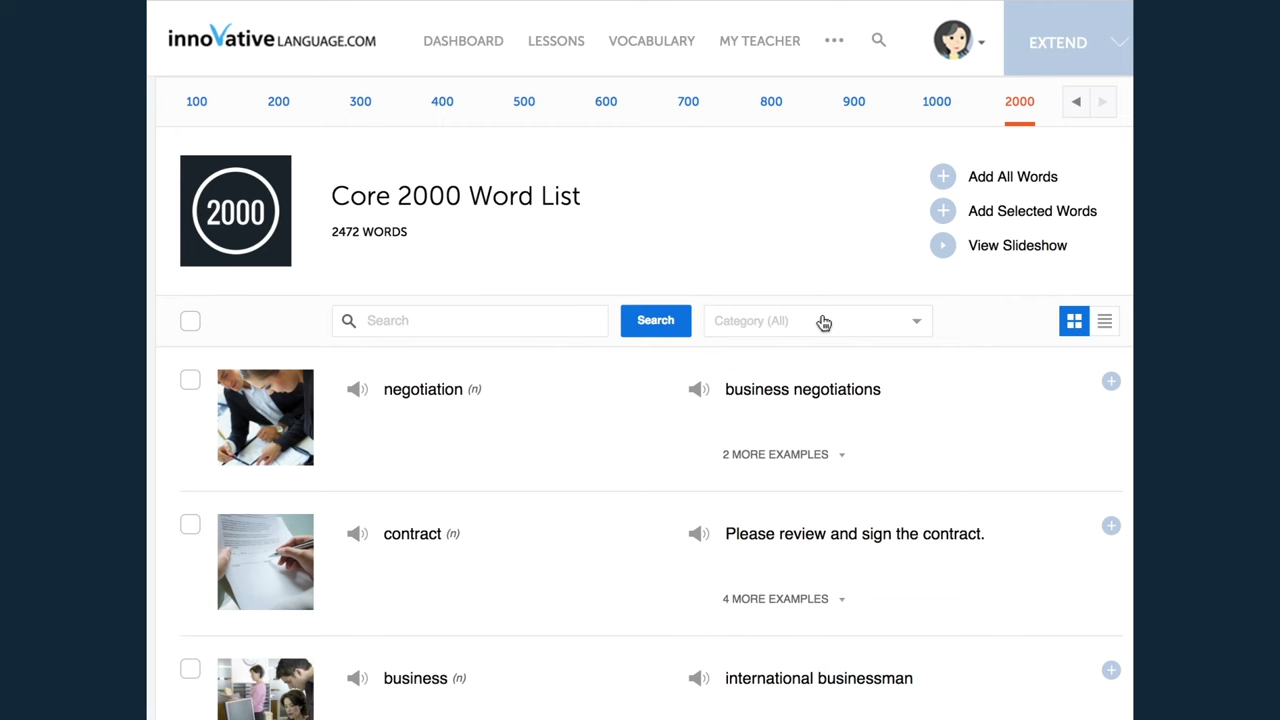 innoVative LANGUAGE.COM
DASHBOARD LESSONS VOCABULARY MY TEACHER EXTEND
100 200 300 400 500 600 700 800 900 1000 2000
2000
Core 2000 Word List
2472 WORDS
Add All Words
Add Selected Words
View Slideshow
Search Search Category (All)
negotiation (n) business negotiations
2 MORE EXAMPLES
contract (n) Please review and sign the contract.
4 MORE EXAMPLES
business (n) international businessman